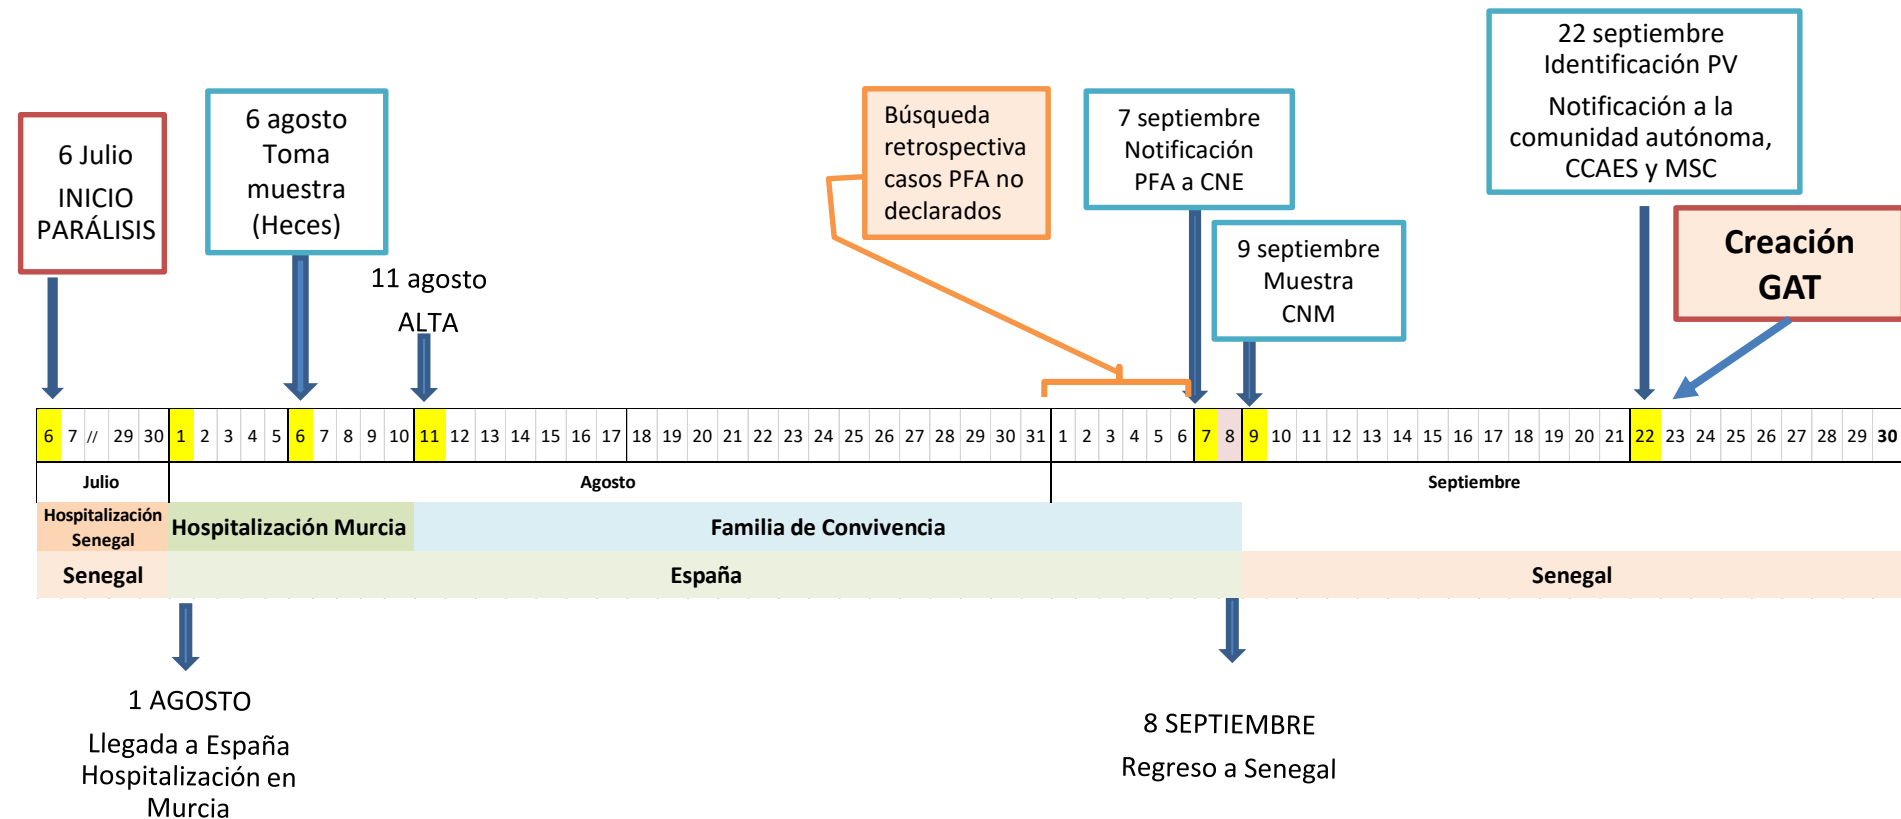 6 Julio
INICIO
PARÁLISIS
6 agosto
Toma
muestra
(Heces)
11 agosto
ALTA
Búsqueda
retrospectiva
casos PFA no
declarados
7 septiembre
Notificación
PFA a CNE
9 septiembre
Muestra
CNM
22 septiembre
Identificación PV
Notificación a la
comunidad autónoma,
CCAES y MSC
Creación
GAT
6 7 // 29 30 1 2 3 4 5 6 7 8 9 10 11 12 13 14 15 16 17 18 19 20 21 22 23 24 25 26 27 28 29 30 31 1 2 3 4 5 6 7 8 9 10 11 12 13 14 15 16 17 18 19 20 21 22 23 24 25 26 27 28 29 30
Julio Agosto Septiembre
Hospitalización
Senegal
Hospitalización Murcia
Familia de Convivencia
Senegal España Senegal
1 AGOSTO
Llegada a España
Hospitalización en
Murcia
8 SEPTIEMBRE
Regreso a Senegal